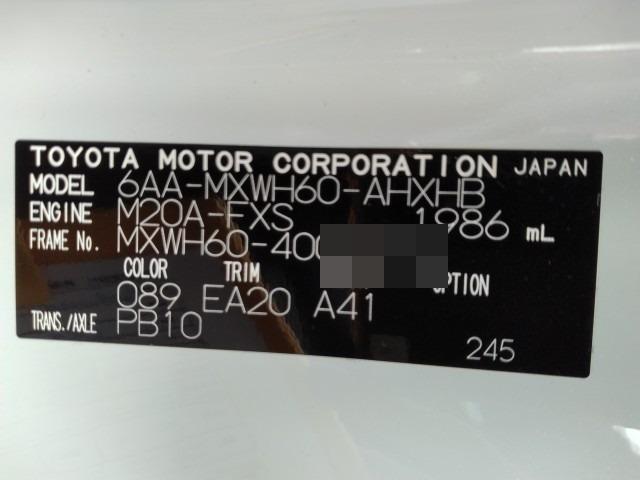 TOYOTA MOTOR CORPORATION JAPAN
MODEL 6AA-MXWH60-AHXHB
ENGINE M20A-FXS 1986 mL
FRAME No. MXWH60-400
COLOR TRIM OPTION
089 EA20 A41
TRANS./AXLE PB10
245